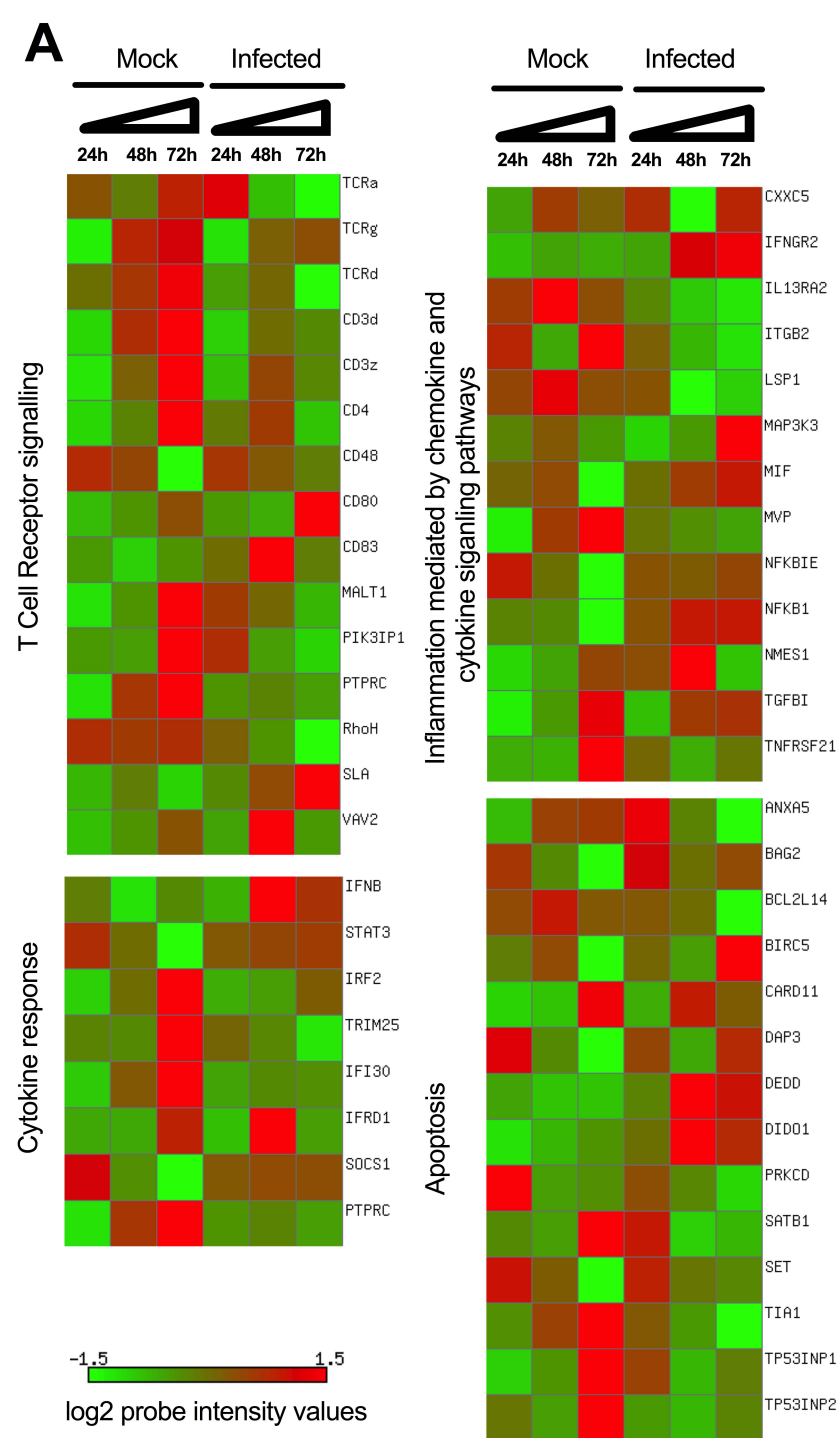 A
Mock Infected
24h 48h 72h 24h 48h 72h
T Cell Receptor signalling
TCRa
TCRg
TCRd
CD3d
CD3z
CD4
CD48
CD80
CD83
MALT1
PIK3IP1
PTPRC
RhoH
SLA
VAV2
Cytokine response
IFNB
STAT3
IRF2
TRIM25
IFI30
IFRD1
SOCS1
PTPRC
-1.5 1.5
log2 probe intensity values
Mock Infected
24h 48h 72h 24h 48h 72h
Inflammation mediated by chemokine and
cytokine siganling pathways
CXXC5
IFNGR2
IL13RA2
ITGB2
LSP1
MAP3K3
MIF
MVP
NFKBIE
NFKB1
NMES1
TGFBI
TNFRSF21
Apoptosis
ANXA5
BAG2
BCL2L14
BIRC5
CARD11
DAP3
DEDD
DIDO1
PRKCD
SATB1
SET
TIA1
TP53INP1
TP53INP2